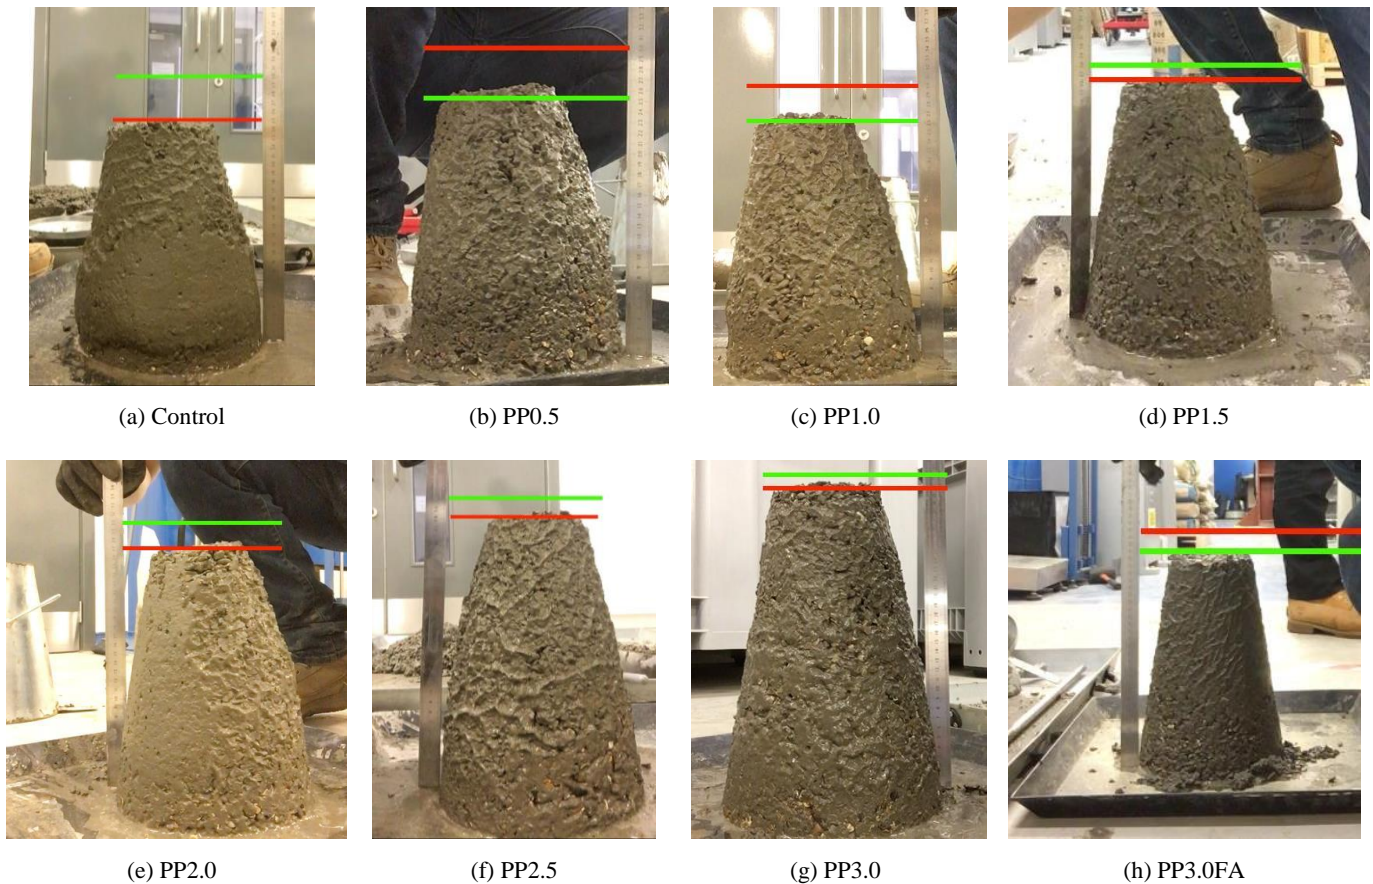 (a) Control
(b) PP0.5
(c) PP1.0
(d) PP1.5
(e) PP2.0
(f) PP2.5
(g) PP3.0
(h) PP3.0FA